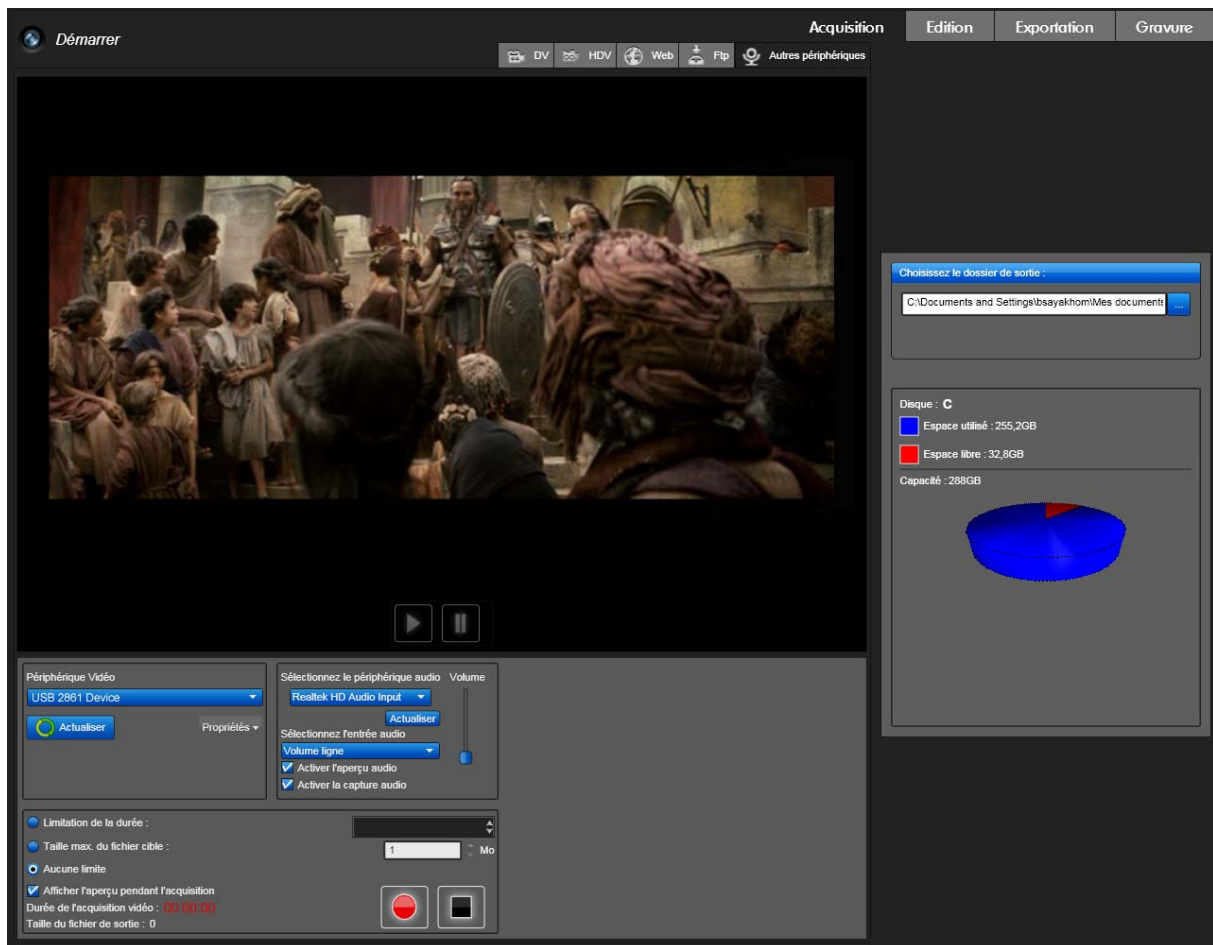 Démarrer
Acquisition
Edition
Exportation
Gravure
DV
HDV
Web
Ftp
Autres périphériques
Choisissez le dossier de sortie :
C:\Documents and Settings\bsayakhom\Mes documents
...
Disque : C
Espace utilisé : 255,2GB
Espace libre : 32,8GB
Capacité : 288GB
Périphérique Vidéo
USB 2861 Device
Actualiser
Propriétés
Sélectionnez le périphérique audio
Volume
Realtek HD Audio Input
Actualiser
Sélectionnez l'entrée audio
Volume ligne
Activer l'aperçu audio
Activer la capture audio
Limitation de la durée :
Taille max. du fichier cible :
1
Mo
Aucune limite
Afficher l'aperçu pendant l'acquisition
Durée de l'acquisition vidéo : 00:00:00
Taille du fichier de sortie : 0